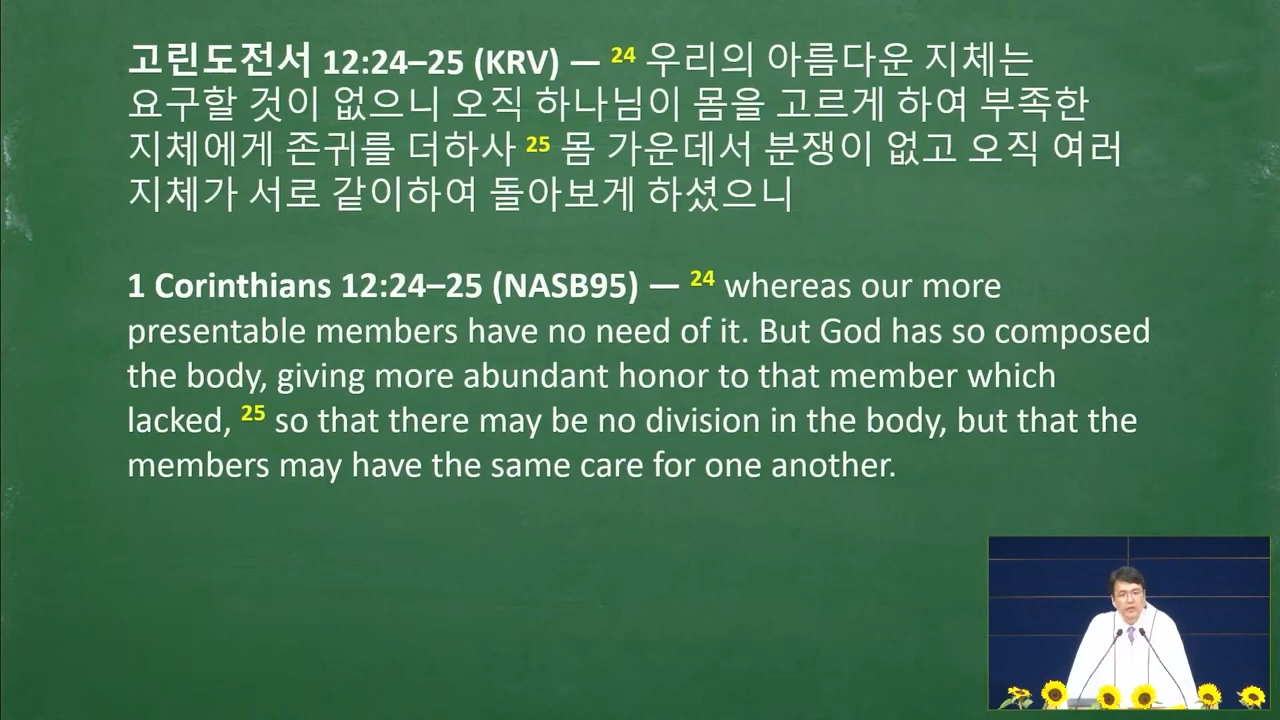 고린도전서 12:24–25 (KRV) — 24 우리의 아름다운 지체는
요구할 것이 없으니 오직 하나님이 몸을 고르게 하여 부족한
지체에게 존귀를 더하사 25 몸 가운데서 분쟁이 없고 오직 여러
지체가 서로 같이하여 돌아보게 하셨으니
1 Corinthians 12:24–25 (NASB95) — 24 whereas our more
presentable members have no need of it. But God has so composed
the body, giving more abundant honor to that member which
lacked, 25 so that there may be no division in the body, but that the
members may have the same care for one another.